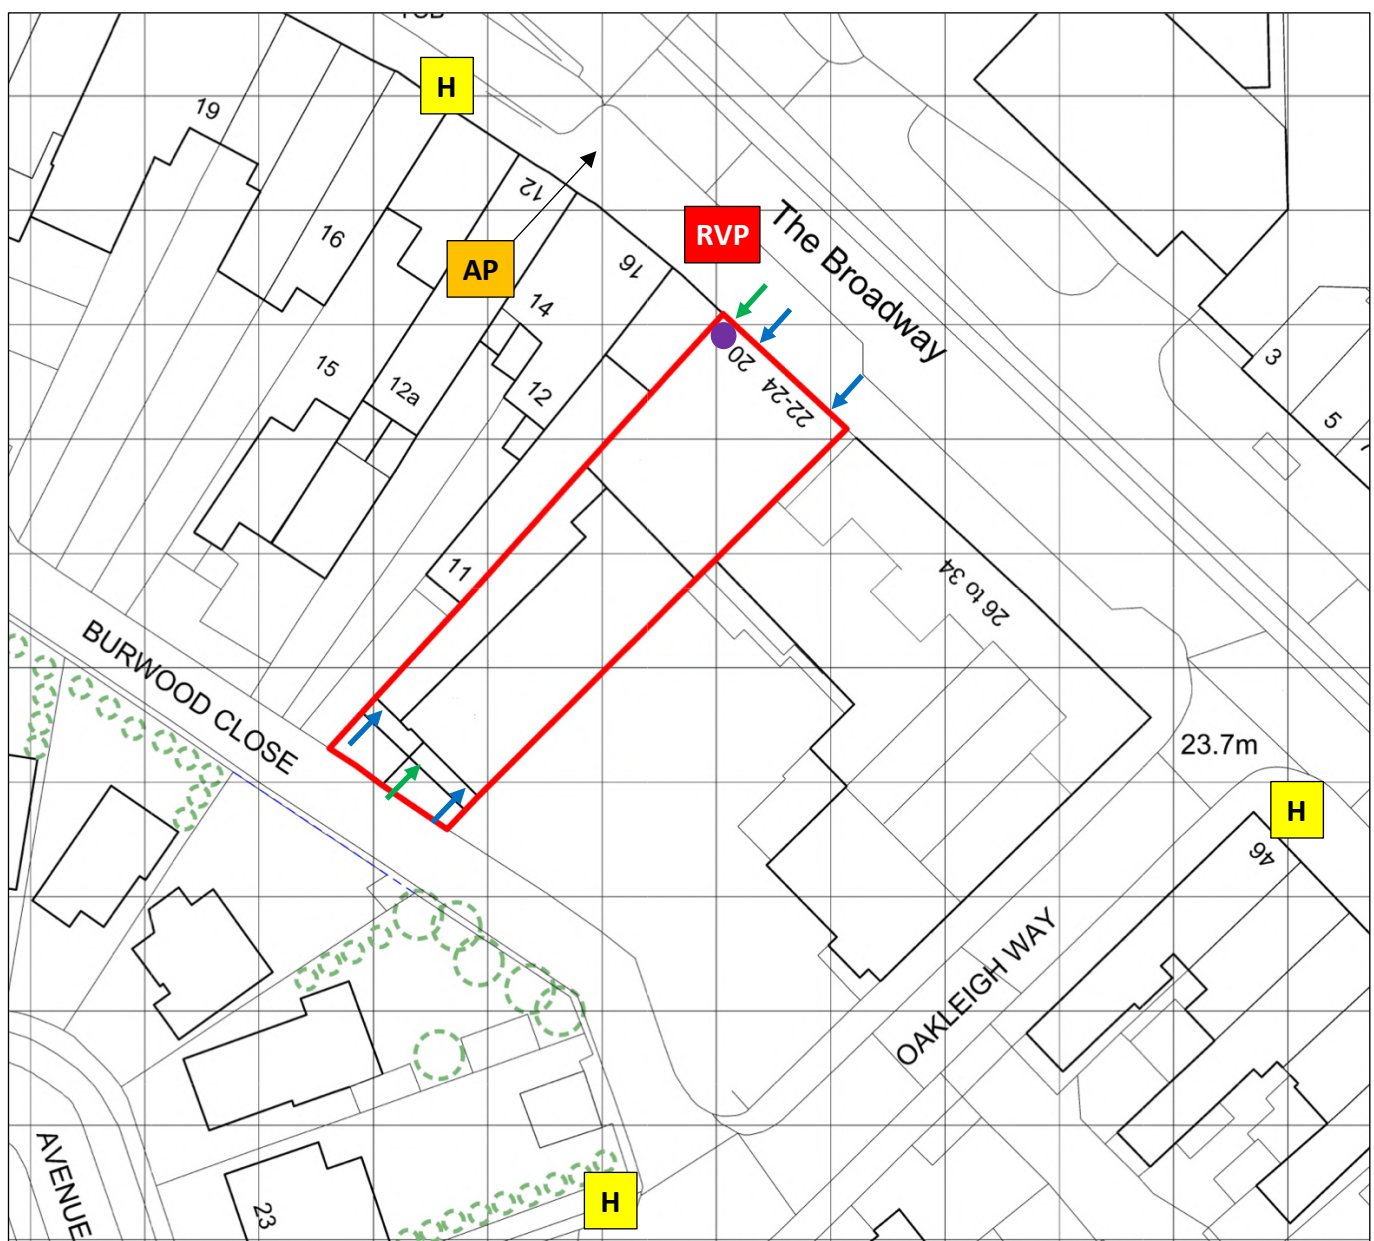 H
19
12
16
16
RVP
The Broadway
AP
14
20
22-24
3
15
12a
12
5
11
26 to 34
BURWOOD CLOSE
23.7m
H
46
OAKLEIGH WAY
AVENUE
23
H